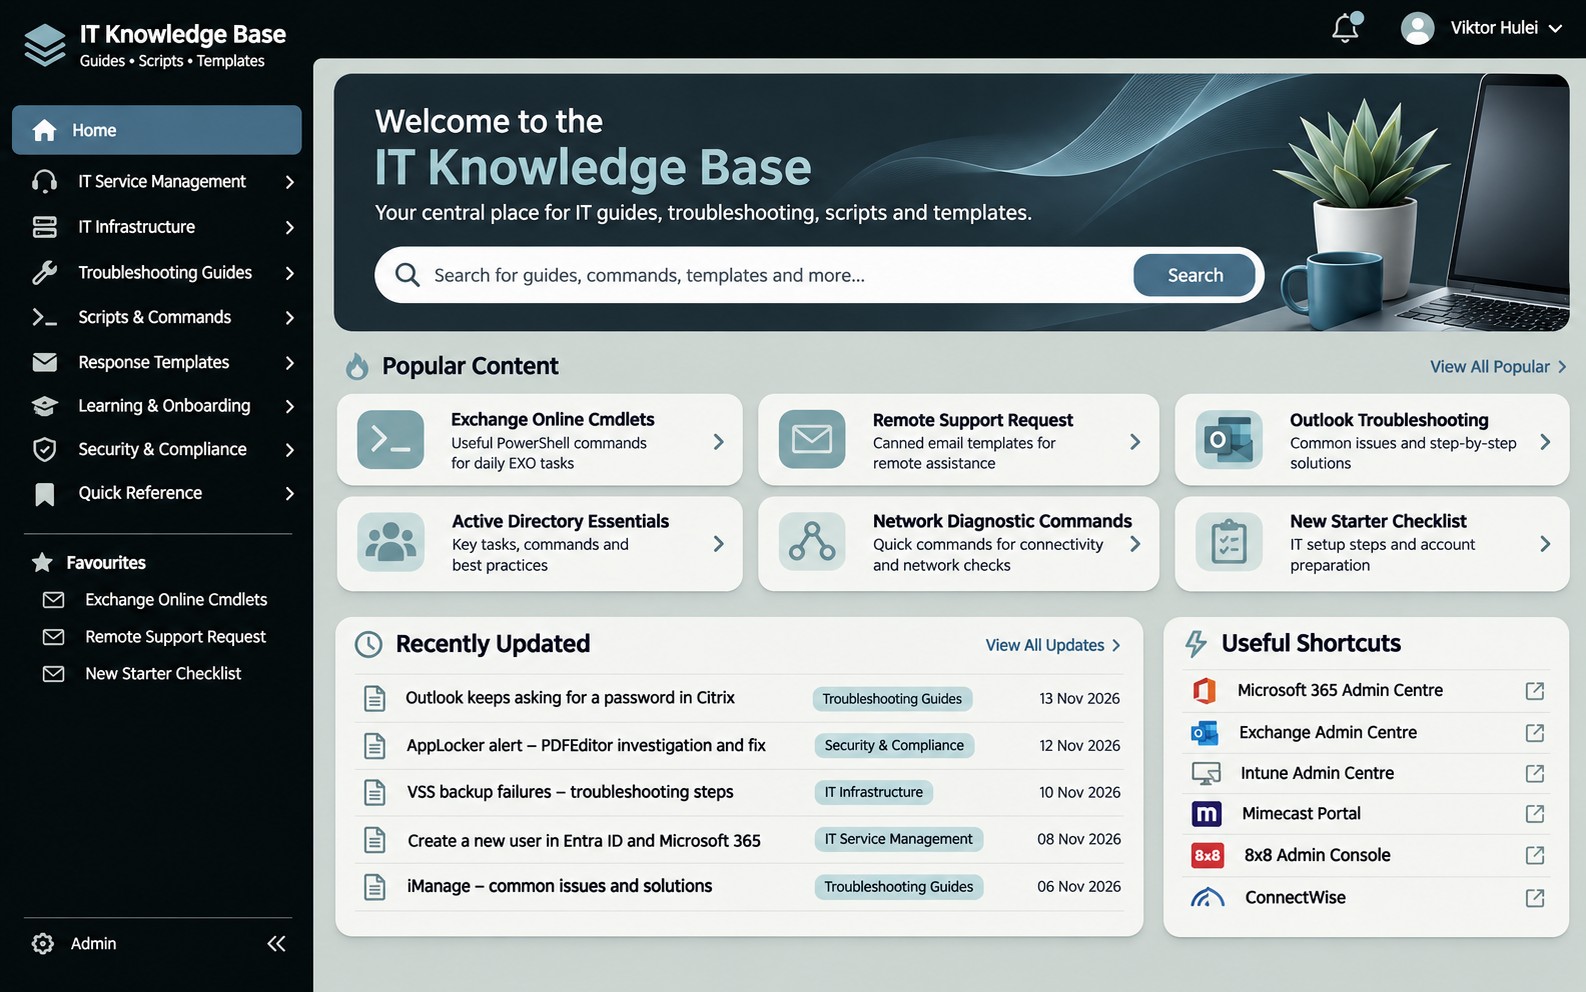 IT Knowledge Base
Guides • Scripts • Templates
Viktor Hulei
Home
IT Service Management
IT Infrastructure
Troubleshooting Guides
Scripts & Commands
Response Templates
Learning & Onboarding
Security & Compliance
Quick Reference
Favourites
Exchange Online Cmdlets
Remote Support Request
New Starter Checklist
Admin
Welcome to the
IT Knowledge Base
Your central place for IT guides, troubleshooting, scripts and templates.
Search for guides, commands, templates and more...
Search
Popular Content
View All Popular
Exchange Online Cmdlets
Useful PowerShell commands
for daily EXO tasks
Remote Support Request
Canned email templates for
remote assistance
O
Outlook Troubleshooting
Common issues and step-by-step
solutions
Active Directory Essentials
Key tasks, commands and
best practices
Network Diagnostic Commands
Quick commands for connectivity
and network checks
New Starter Checklist
IT setup steps and account
preparation
Recently Updated
View All Updates
Outlook keeps asking for a password in Citrix
Troubleshooting Guides
13 Nov 2026
AppLocker alert – PDFEditor investigation and fix
Security & Compliance
12 Nov 2026
VSS backup failures – troubleshooting steps
IT Infrastructure
10 Nov 2026
Create a new user in Entra ID and Microsoft 365
IT Service Management
08 Nov 2026
iManage – common issues and solutions
Troubleshooting Guides
06 Nov 2026
Useful Shortcuts
Microsoft 365 Admin Centre
O
Exchange Admin Centre
Intune Admin Centre
m
Mimecast Portal
8x8
8x8 Admin Console
ConnectWise